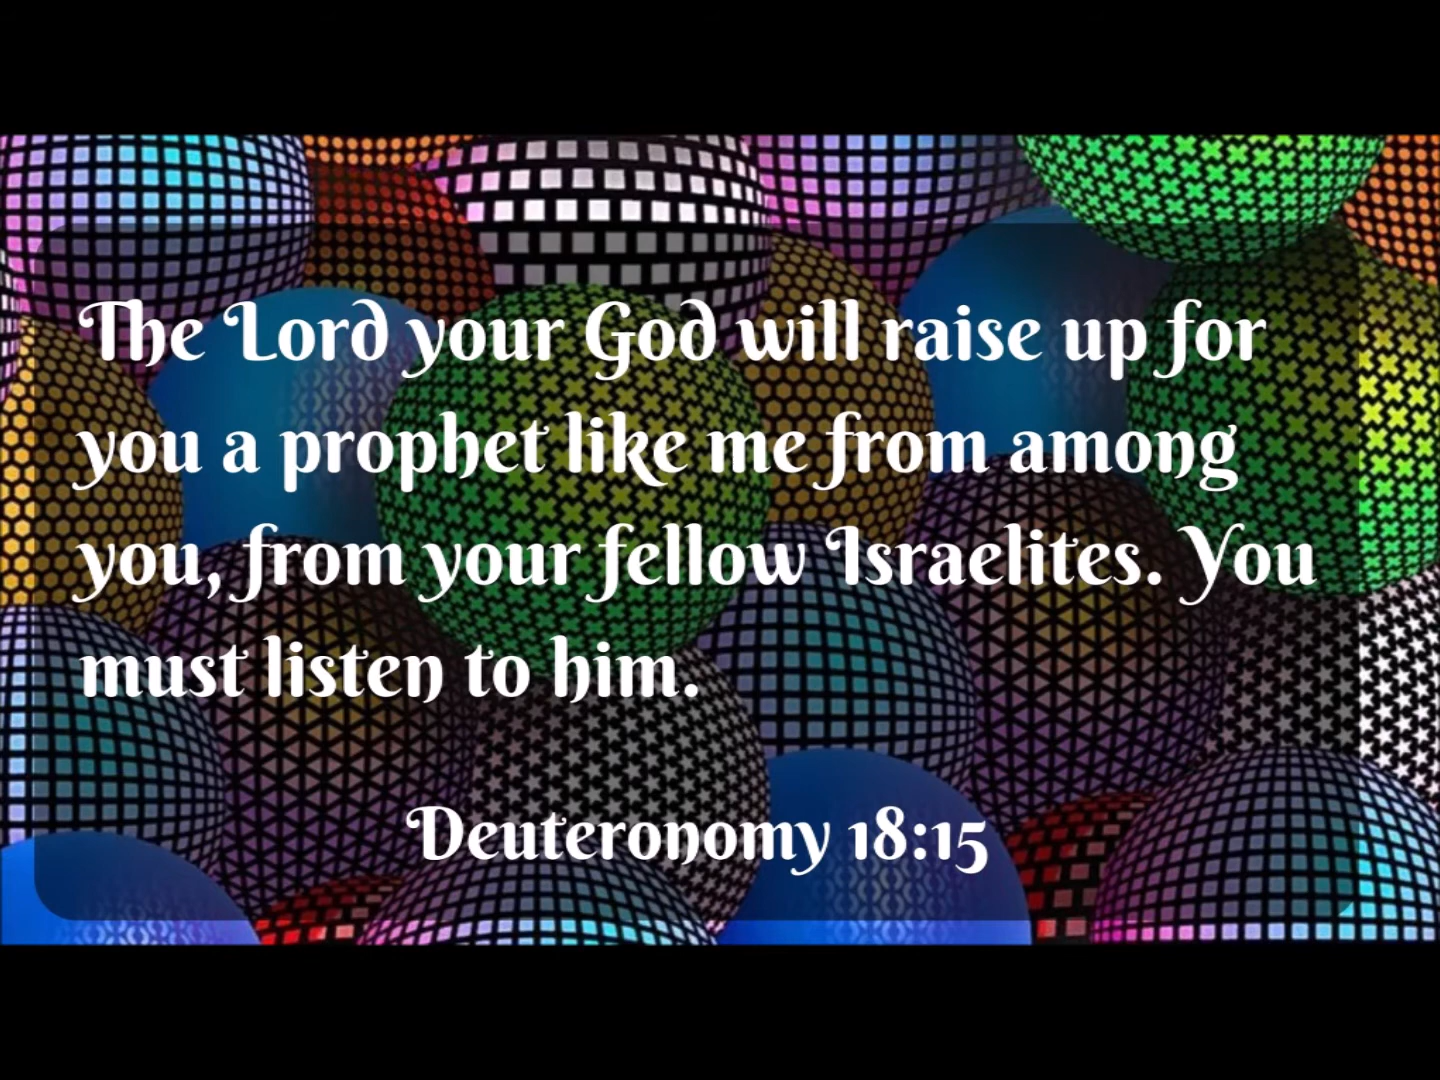 The Lord your God will raise up for
you a prophet like me from among
you, from your fellow Israelites. You
must listen to him.
Deuteronomy 18:15